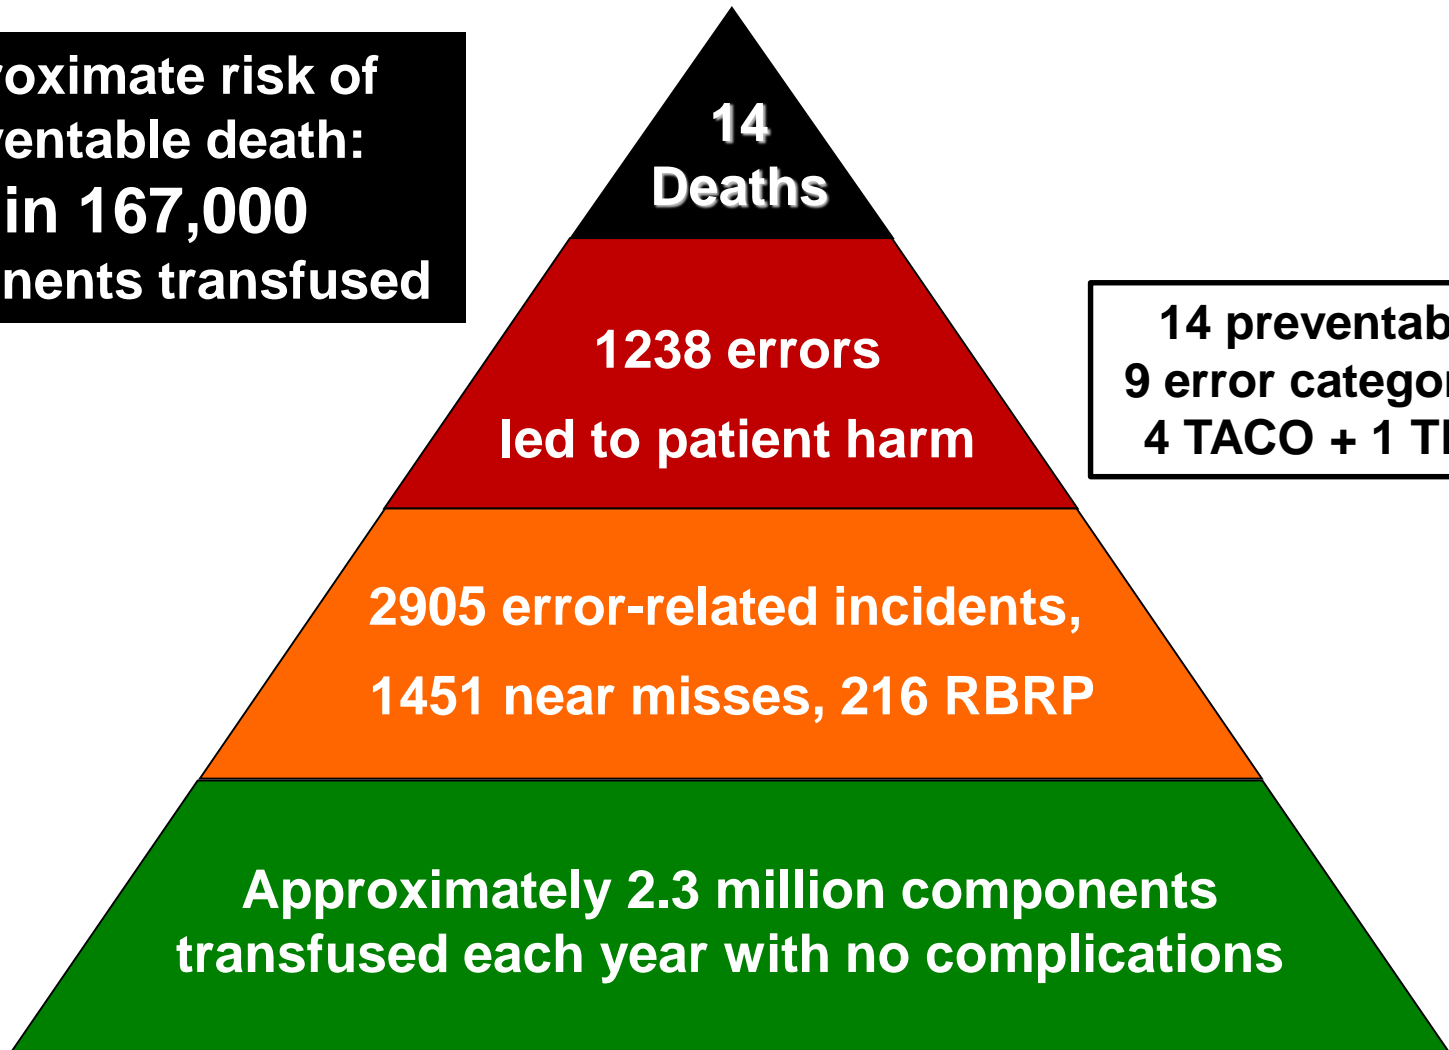 roximate risk of
ventable death:
in 167,000
nents transfused
14
Deaths
1238 errors
led to patient harm
14 preventab
9 error categor
4 TACO + 1 T
2905 error-related incidents,
1451 near misses, 216 RBRP
Approximately 2.3 million components
transfused each year with no complications